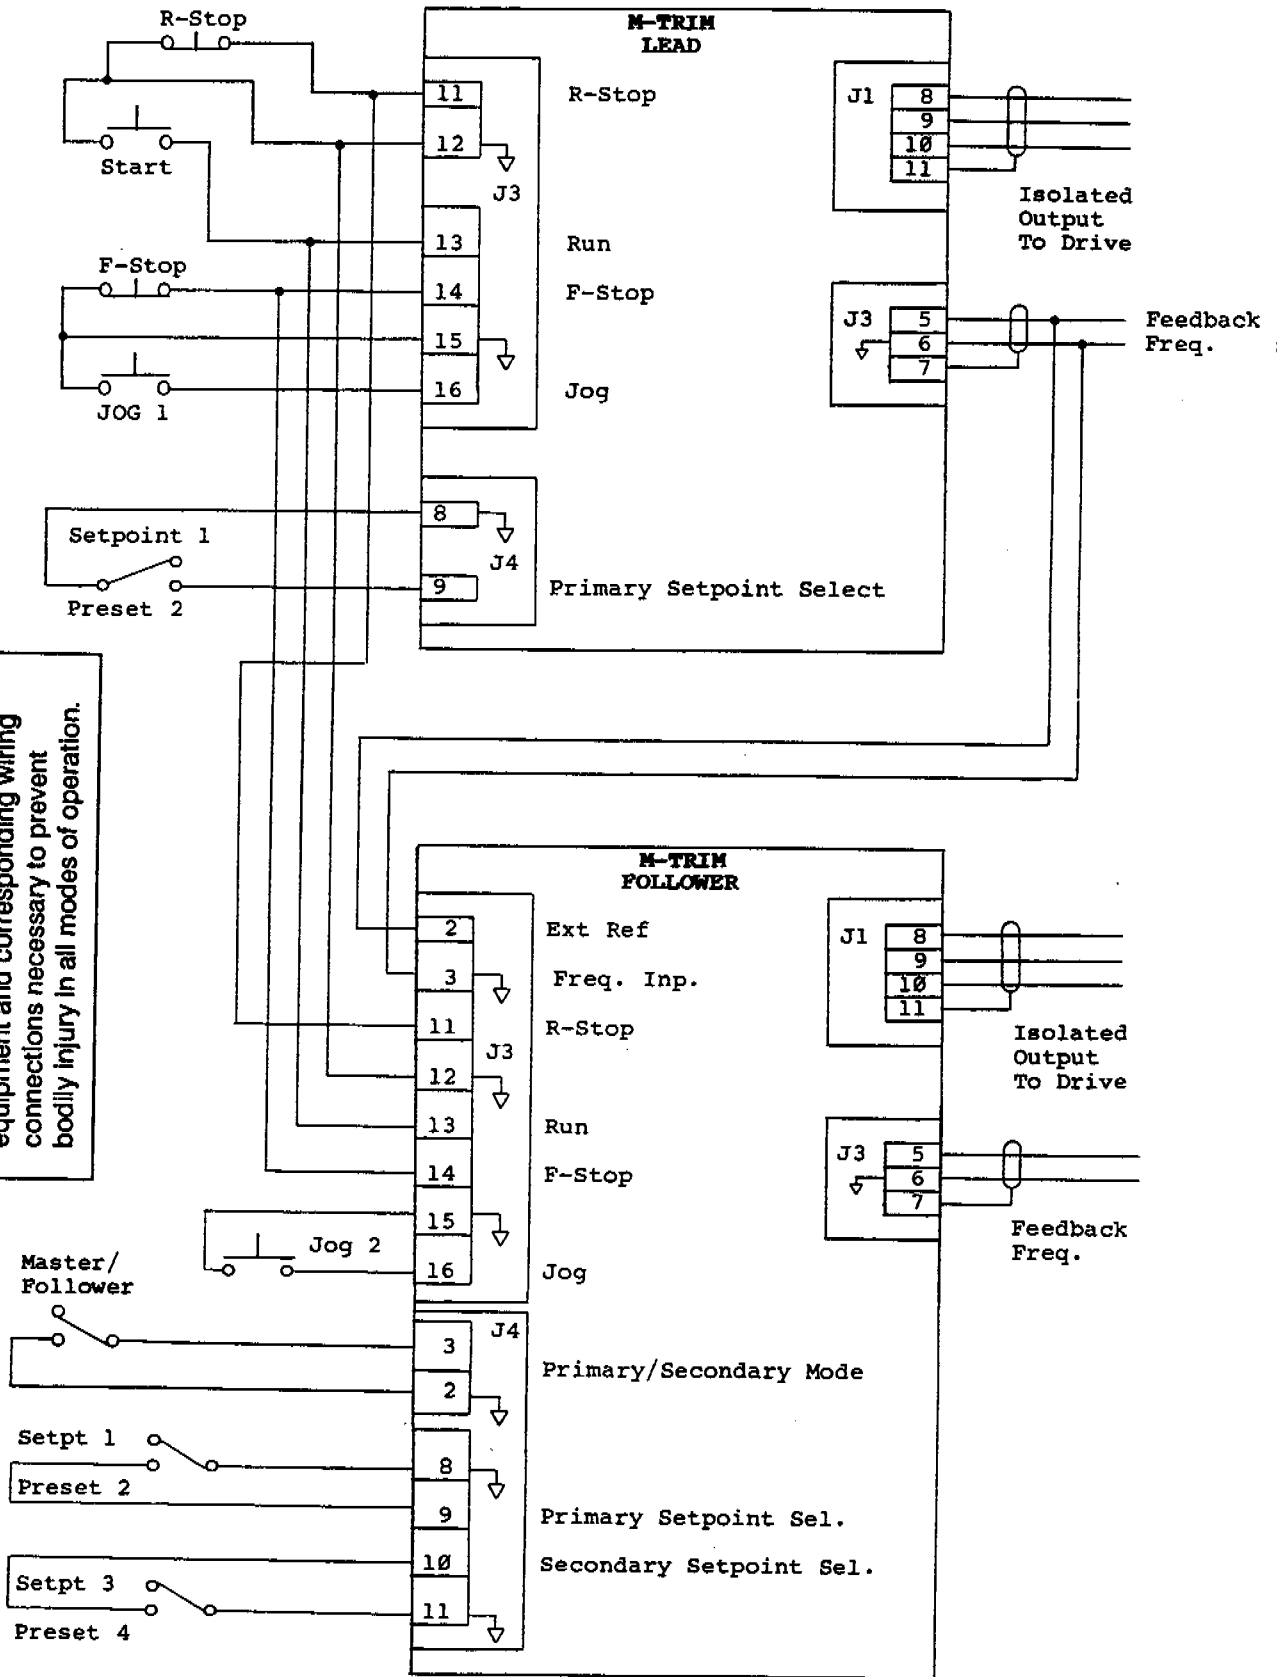 R-Stop
M-TRIM
LEAD
11 R-Stop
12
J3
Start
13 Run
F-Stop
14 F-Stop
15
16 Jog
JOG 1
J1 8
9
10
11
Isolated
Output
To Drive
J3 5
6
7
Feedback
Freq.
Setpoint 1
8
J4
9 Primary Setpoint Select
Preset 2
equipment and corresponding wiring
connections necessary to prevent
bodily injury in all modes of operation.
M-TRIM
FOLLOWER
2 Ext Ref
3 Freq. Inp.
11 R-Stop
J3
12
13 Run
14 F-Stop
15
Jog 2
16 Jog
J1 8
9
10
11
Isolated
Output
To Drive
J3 5
6
7
Feedback
Freq.
Master/
Follower
J4
3
Primary/Secondary Mode
2
Setpt 1
8
Preset 2
9 Primary Setpoint Sel.
10 Secondary Setpoint Sel.
Setpt 3
11
Preset 4